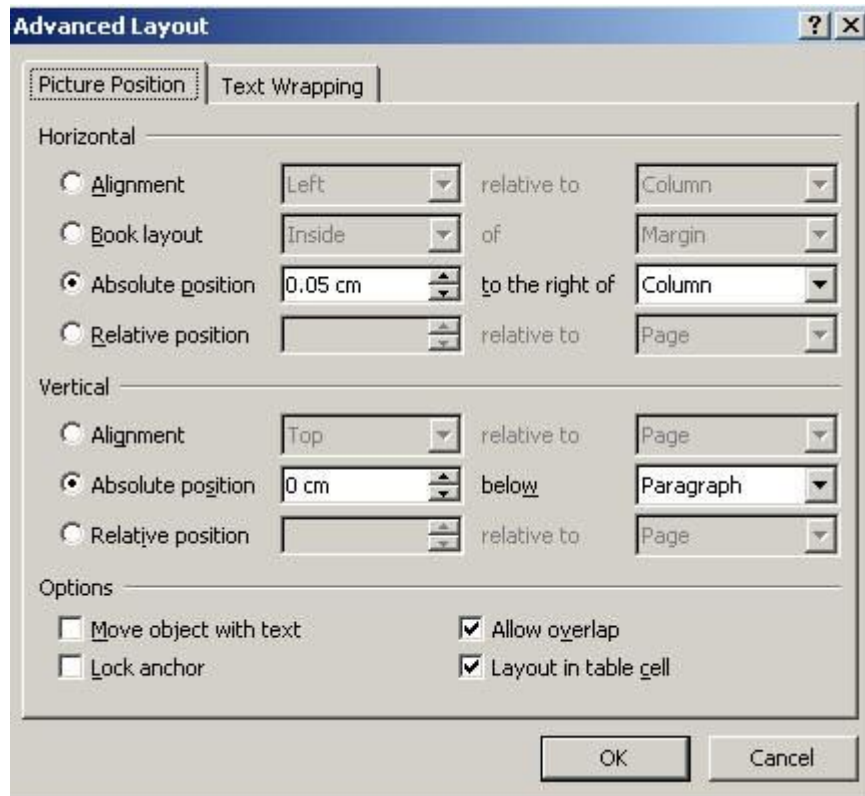 Advanced Layout ? X
Picture Position Text Wrapping
Horizontal
Alignment Left relative to Column
Book layout Inside of Margin
Absolute position 0.05 cm to the right of Column
Relative position relative to Page
Vertical
Alignment Top relative to Page
Absolute position 0 cm below Paragraph
Relative position relative to Page
Options
Move object with text Allow overlap
Lock anchor Layout in table cell
OK Cancel